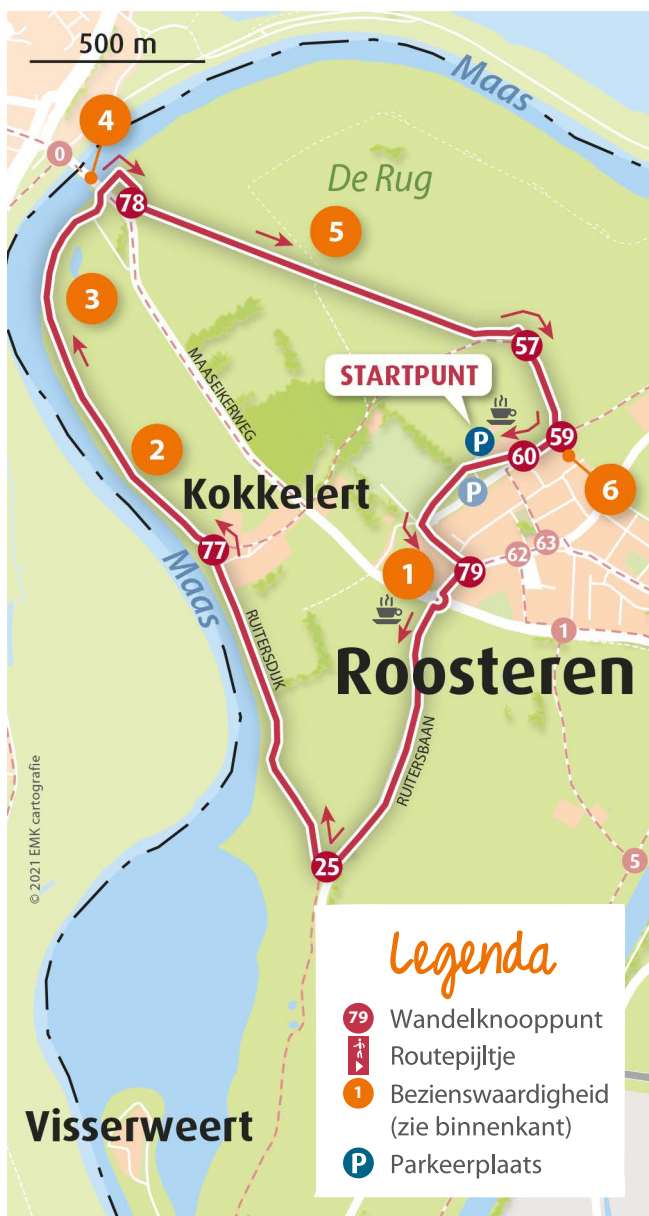 500 m
Maas
4
0
78
De Rug
5
3
57
STARTPUNT
MAASEIKERWEG
P
59
60
2
P
6
Kokkelert
77
1
79
62
63
Maas
1
RUITERSDIJK
Roosteren
RUITERSBAAN
© 2021 EMK cartografie
25
5
Legenda
79 Wandelknooppunt
Routepijltje
1 Bezienswaardigheid
(zie binnenkant)
P Parkeerplaats
Visserweert